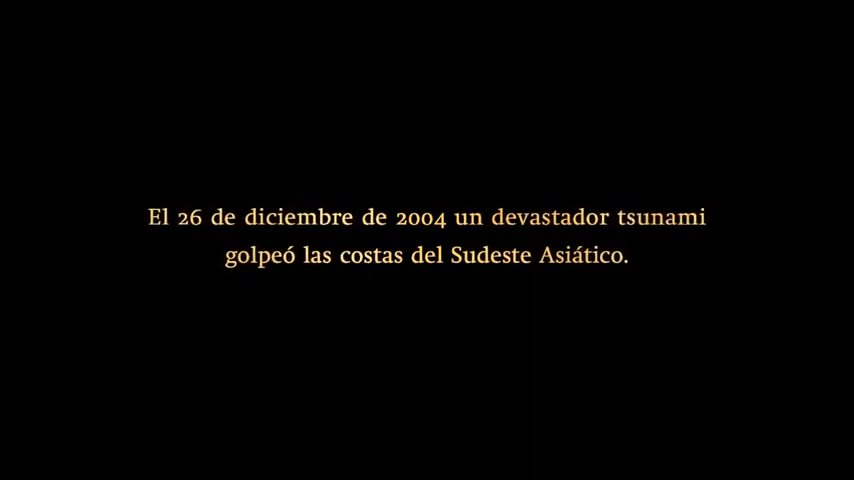 El 26 de diciembre de 2004 un devastador tsunami
golpeó las costas del Sudeste Asiático.